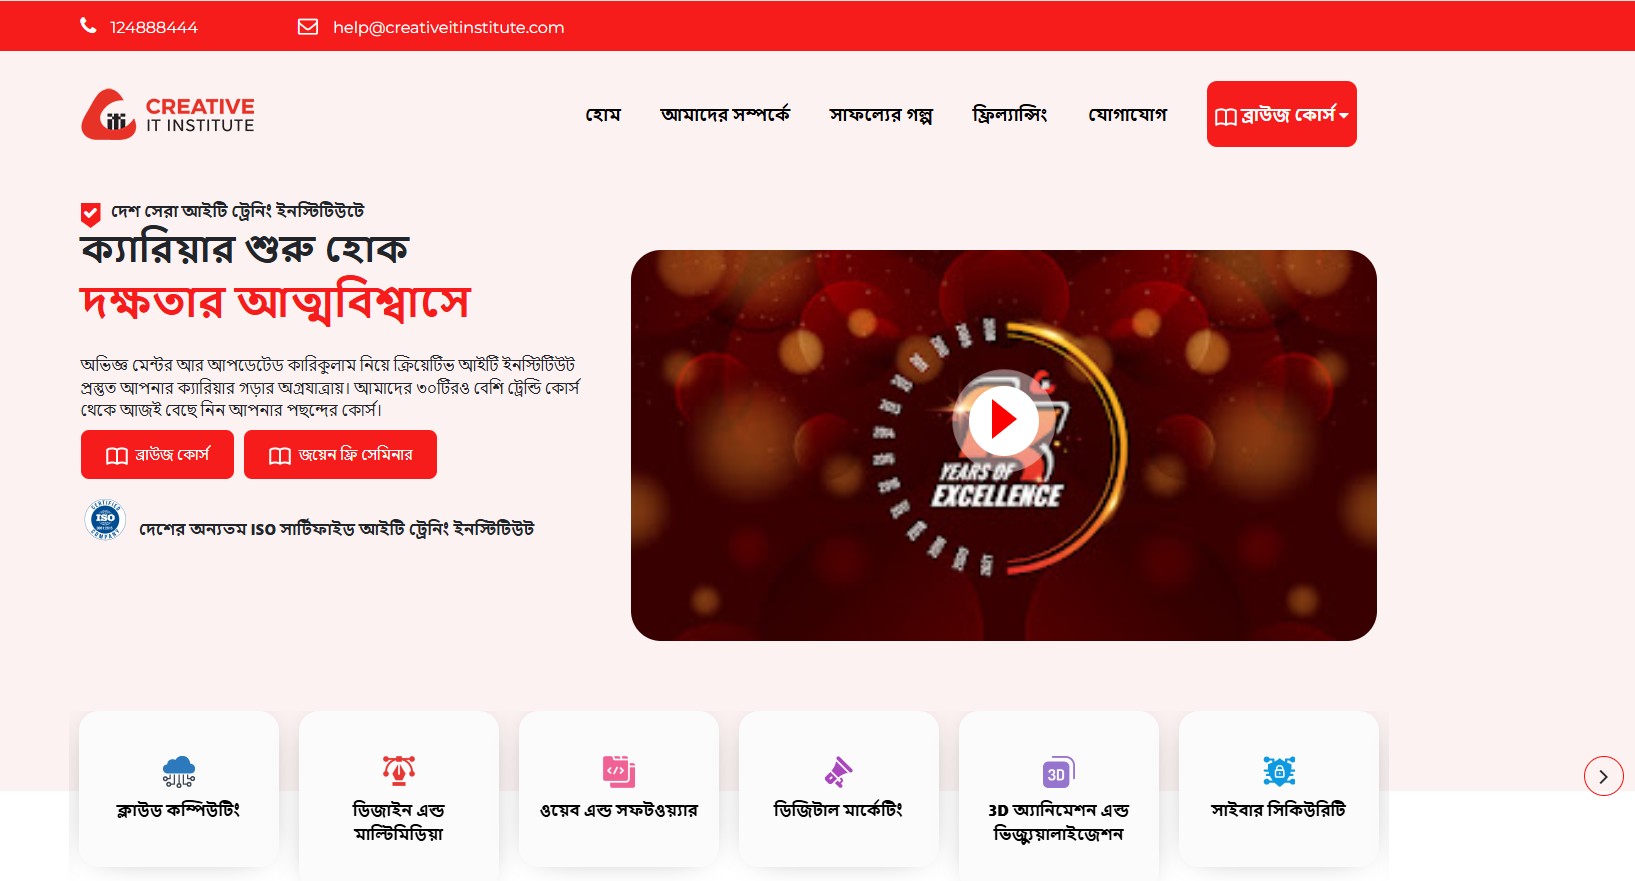 124888444
help@creativeitinstitute.com
CREATIVE
IT INSTITUTE
হোম
আমাদের সম্পর্কে
সাফল্যের গল্প
ফ্রিল্যান্সিং
যোগাযোগ
ব্রাউজ কোর্স
দেশ সেরা আইটি ট্রেনিং ইনস্টিটিউটে
ক্যারিয়ার শুরু হোক
দক্ষতার আত্মবিশ্বাসে
অভিজ্ঞ মেন্টর আর আপডেটেড কারিকুলাম নিয়ে ক্রিয়েটিভ আইটি ইনস্টিটিউট
প্রস্তুত আপনার ক্যারিয়ার গড়ার অগ্রযাত্রায়। আমাদের ৩০টিরও বেশি ট্রেন্ডি কোর্স
থেকে আজই বেছে নিন আপনার পছন্দের কোর্স।
ব্রাউজ কোর্স
জয়েন ফ্রি সেমিনার
ISO
দেশের অন্যতম ISO সার্টিফাইড আইটি ট্রেনিং ইনস্টিটিউট
YEARS OF
EXCELLENCE
ক্লাউড কম্পিউটিং
ডিজাইন এন্ড
মাল্টিমিডিয়া
ওয়েব এন্ড সফটওয়্যার
ডিজিটাল মার্কেটিং
3D
3D অ্যানিমেশন এন্ড
ভিজ্যুয়ালাইজেশন
সাইবার সিকিউরিটি